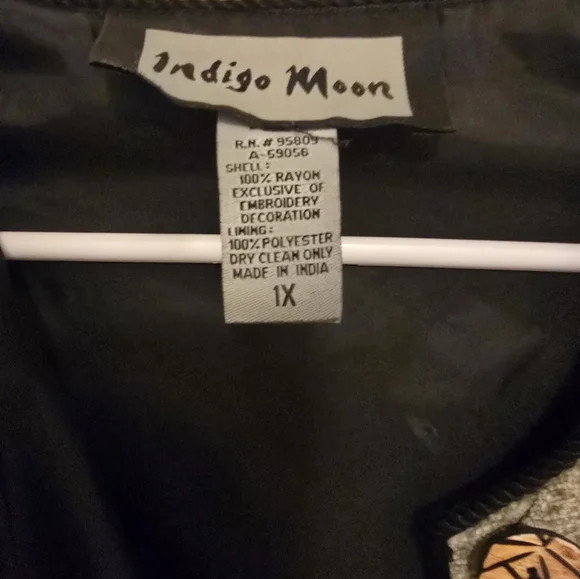 Indigo Moon
R.N. # 95809
A-59056
SHELL:
100% RAYON
EXCLUSIVE OF
EMBROIDERY
DECORATION
LINING:
100% POLYESTER
DRY CLEAN ONLY
MADE IN INDIA
1X